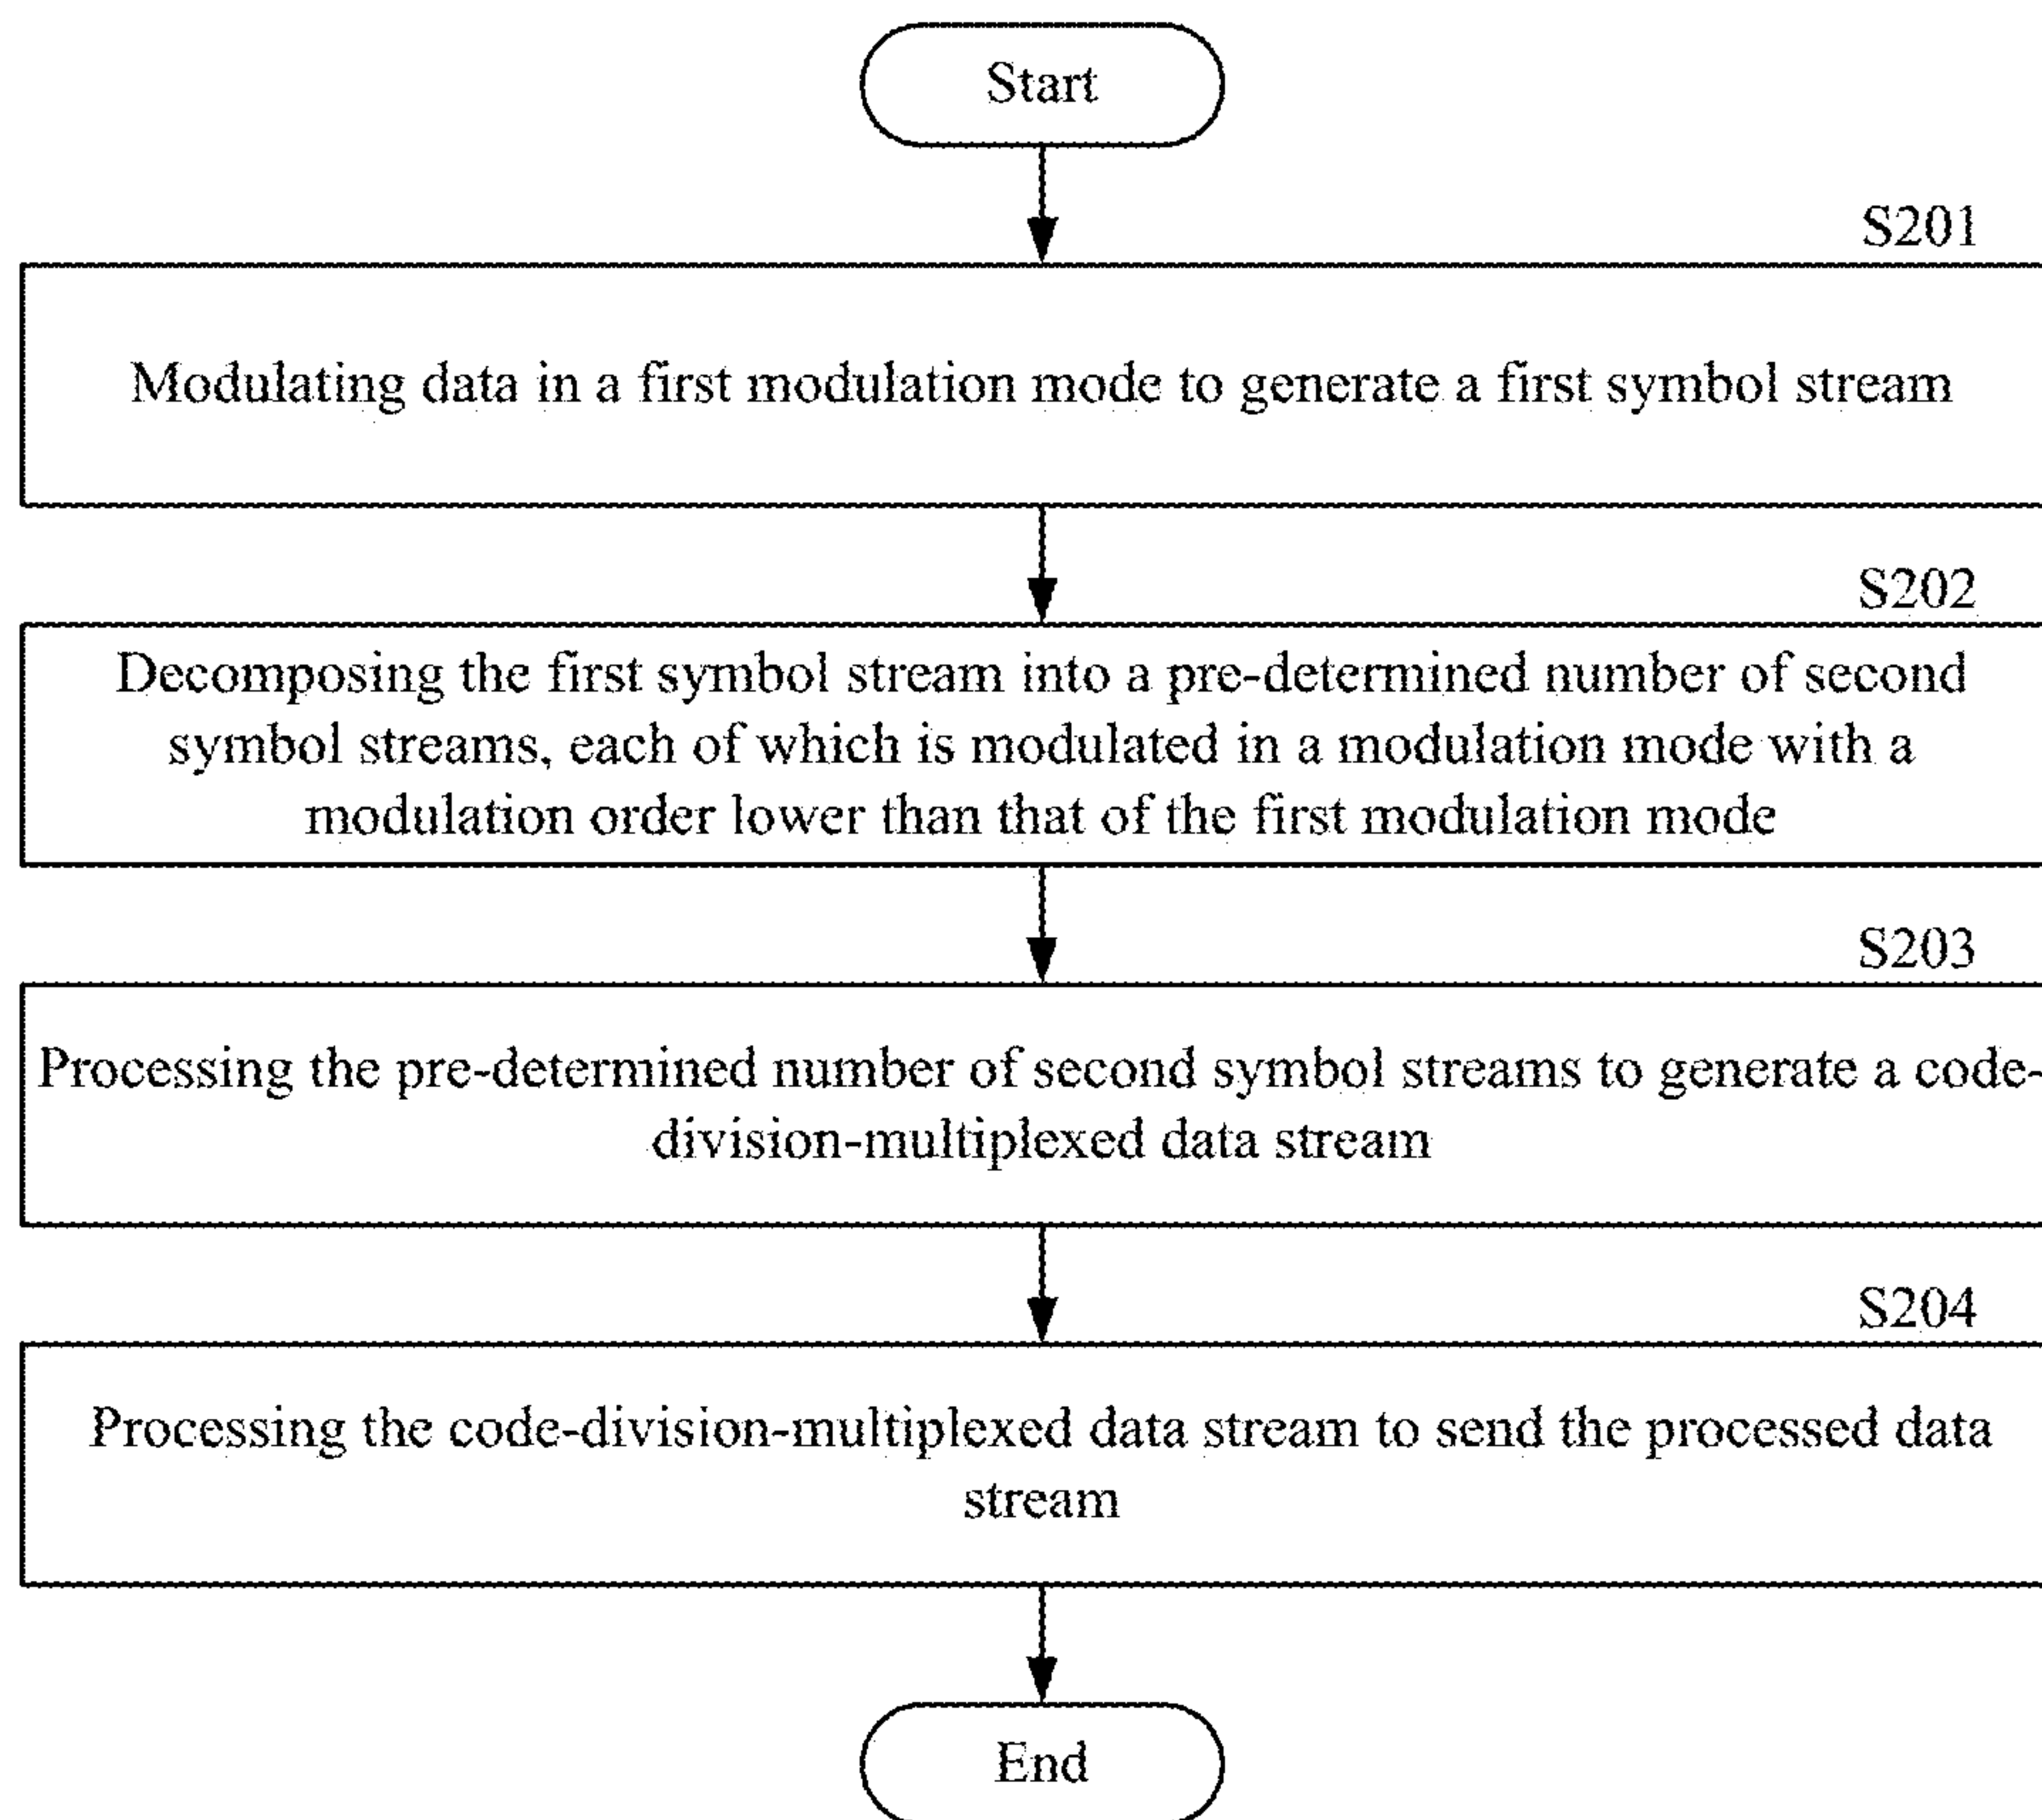 Start
S201
Modulating data in a first modulation mode to generate a first symbol stream
S202
Decomposing the first symbol stream into a pre-determined number of second
symbol streams, each of which is modulated in a modulation mode with a
modulation order lower than that of the first modulation mode
S203
Processing the pre-determined number of second symbol streams to generate a code-
division-multiplexed data stream
S204
Processing the code-division-multiplexed data stream to send the processed data
stream
End